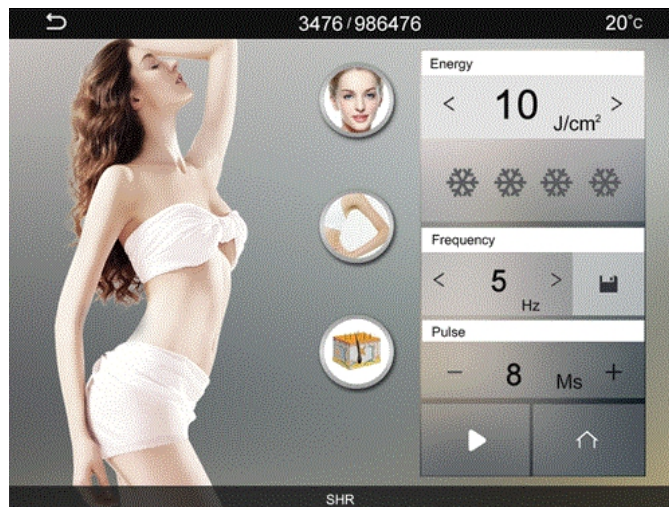 3476/986476
20°c
Energy
< 10 J/cm² >
Frequency
< 5 Hz >
Pulse
− 8 Ms +
SHR